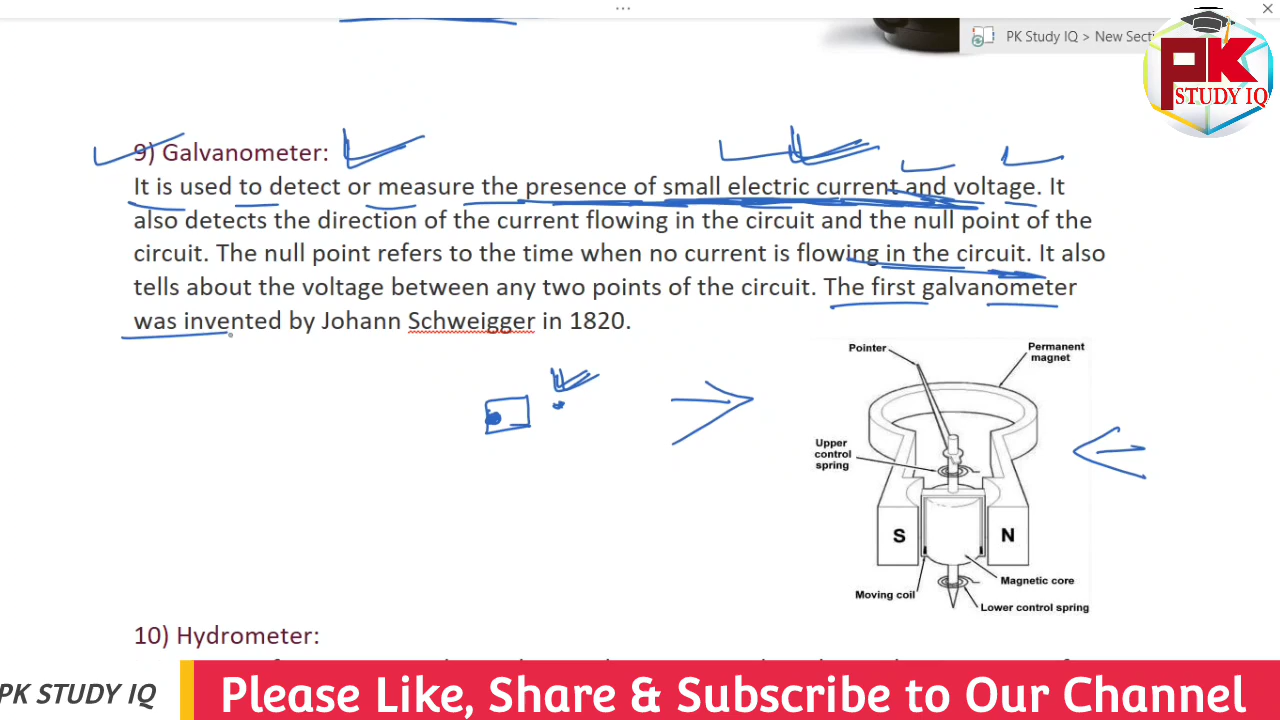 PK Study IQ > New Secti
PK
STUDY IQ
9) Galvanometer:
It is used to detect or measure the presence of small electric current and voltage. It
also detects the direction of the current flowing in the circuit and the null point of the
circuit. The null point refers to the time when no current is flowing in the circuit. It also
tells about the voltage between any two points of the circuit. The first galvanometer
was invented by Johann Schweigger in 1820.
Pointer
Permanent
magnet
Upper
control
spring
S
N
Magnetic core
Moving coil
Lower control spring
10) Hydrometer:
PK STUDY IQ
Please Like, Share & Subscribe to Our Channel